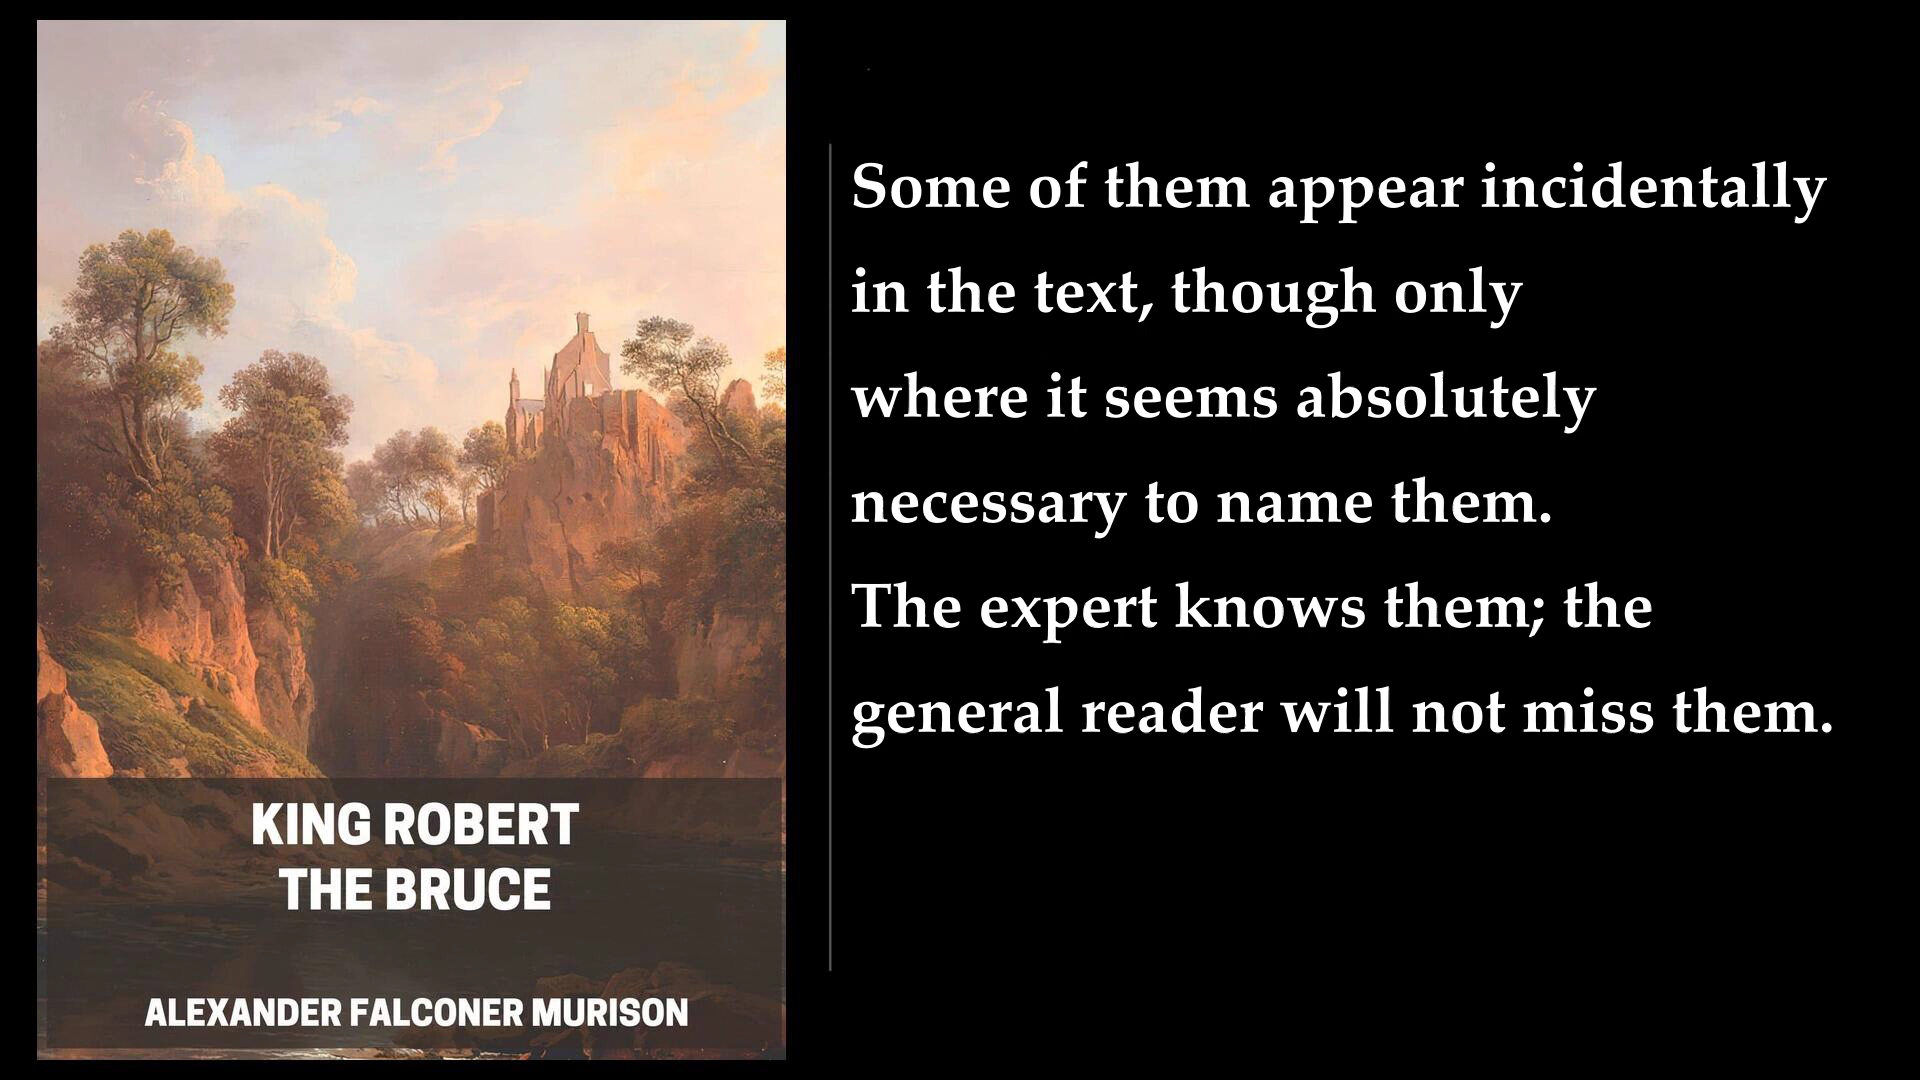 Some of them appear incidentally
in the text, though only
where it seems absolutely
necessary to name them.
The expert knows them; the
general reader will not miss them.
KING ROBERT
THE BRUCE
ALEXANDER FALCONER MURISON